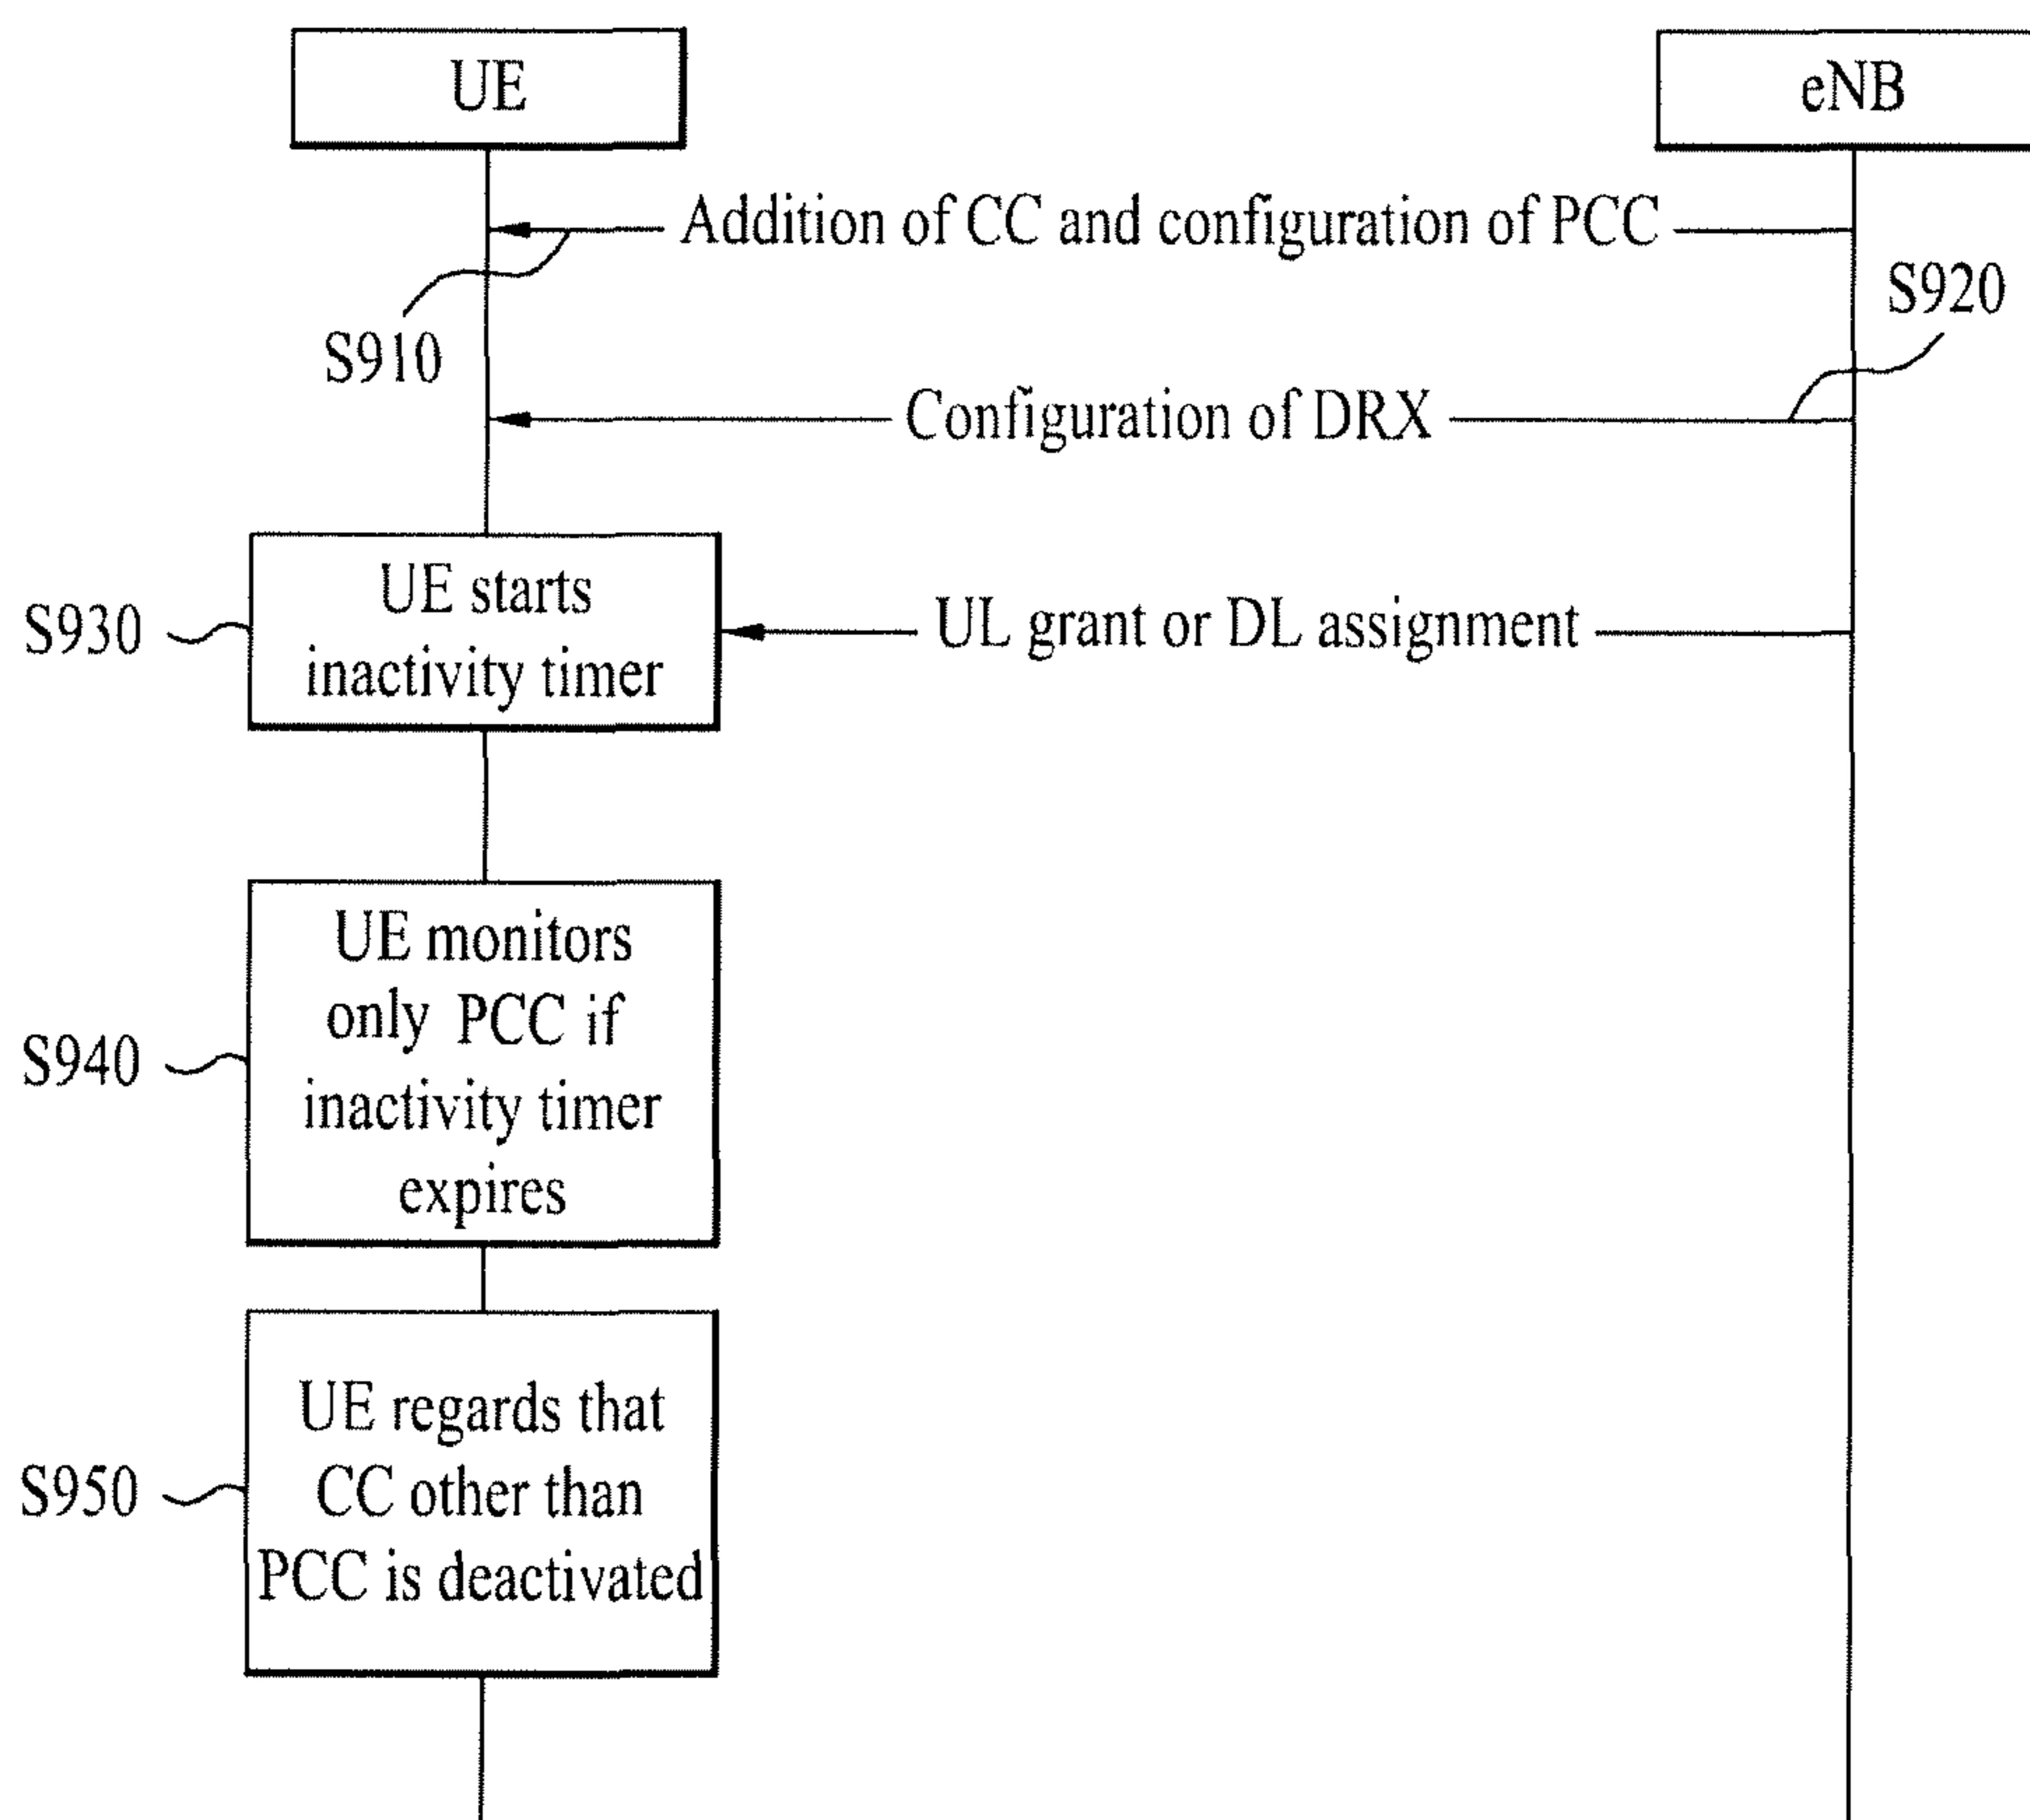 UE
eNB
Addition of CC and configuration of PCC
S920
S910
Configuration of DRX
UE starts
inactivity timer
S930
UL grant or DL assignment
UE monitors
only PCC if
inactivity timer
expires
S940
UE regards that
CC other than
PCC is deactivated
S950